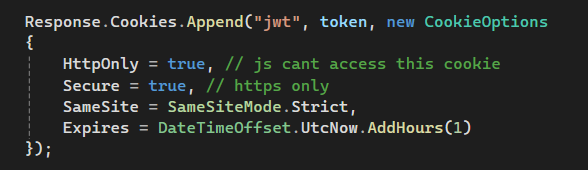 Response.Cookies.Append("jwt", token, new CookieOptions
{
HttpOnly = true, // js cant access this cookie
Secure = true, // https only
SameSite = SameSiteMode.Strict,
Expires = DateTimeOffset.UtcNow.AddHours(1)
});